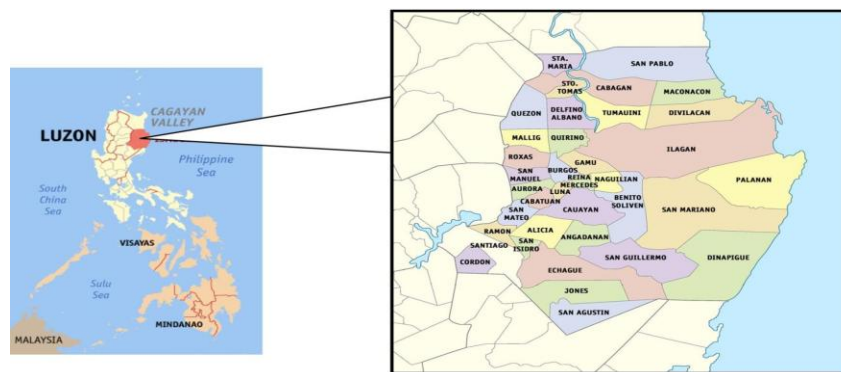 CAGAYAN
VALLEY
LUZON
Philippine
Sea
South
China
Sea
VISAYAS
Sulu
Sea
MINDANAO
MALAYSIA
STA.
MARIA
SAN PABLO
STO.
TOMAS
CABAGAN
MACONACON
QUEZON
DELFINO
ALBANO
TUMAUINI
DIVILACAN
MALLIG
QUIRINO
ILAGAN
ROXAS
GAMU
SAN
MANUEL
BURGOS
REINA
MERCEDES
NAGUILIAN
PALANAN
AURORA
LUNA
CABATUAN
BENITO
SOLIVEN
SAN MARIANO
SAN
MATEO
CAUAYAN
RAMON
ALICIA
ANGADANAN
SANTIAGO
SAN
ISIDRO
CORDON
SAN GUILLERMO
DINAPIGUE
ECHAGUE
JONES
SAN AGUSTIN